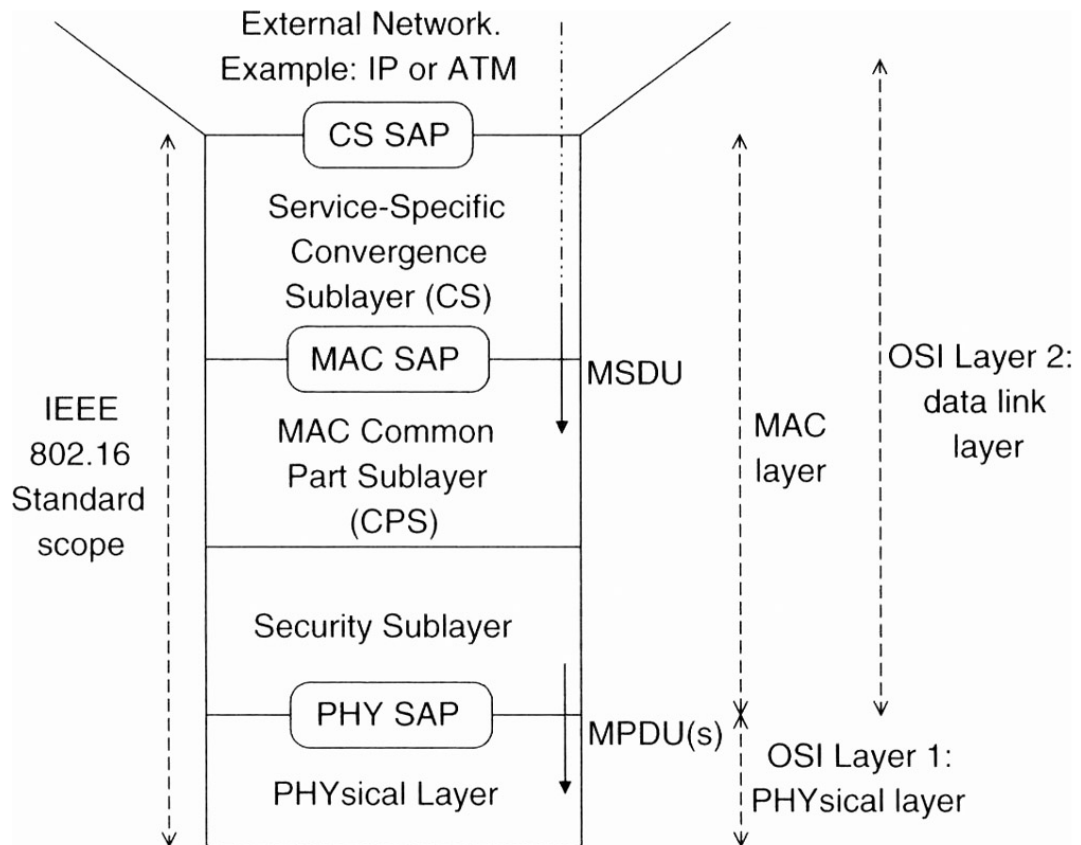 External Network.
Example: IP or ATM
CS SAP
Service-Specific
Convergence
Sublayer (CS)
MAC SAP
MSDU
MAC Common
Part Sublayer
(CPS)
Security Sublayer
PHY SAP
MPDU(s)
PHYsical Layer
IEEE
802.16
Standard
scope
MAC
layer
OSI Layer 2:
data link
layer
OSI Layer 1:
PHYsical layer